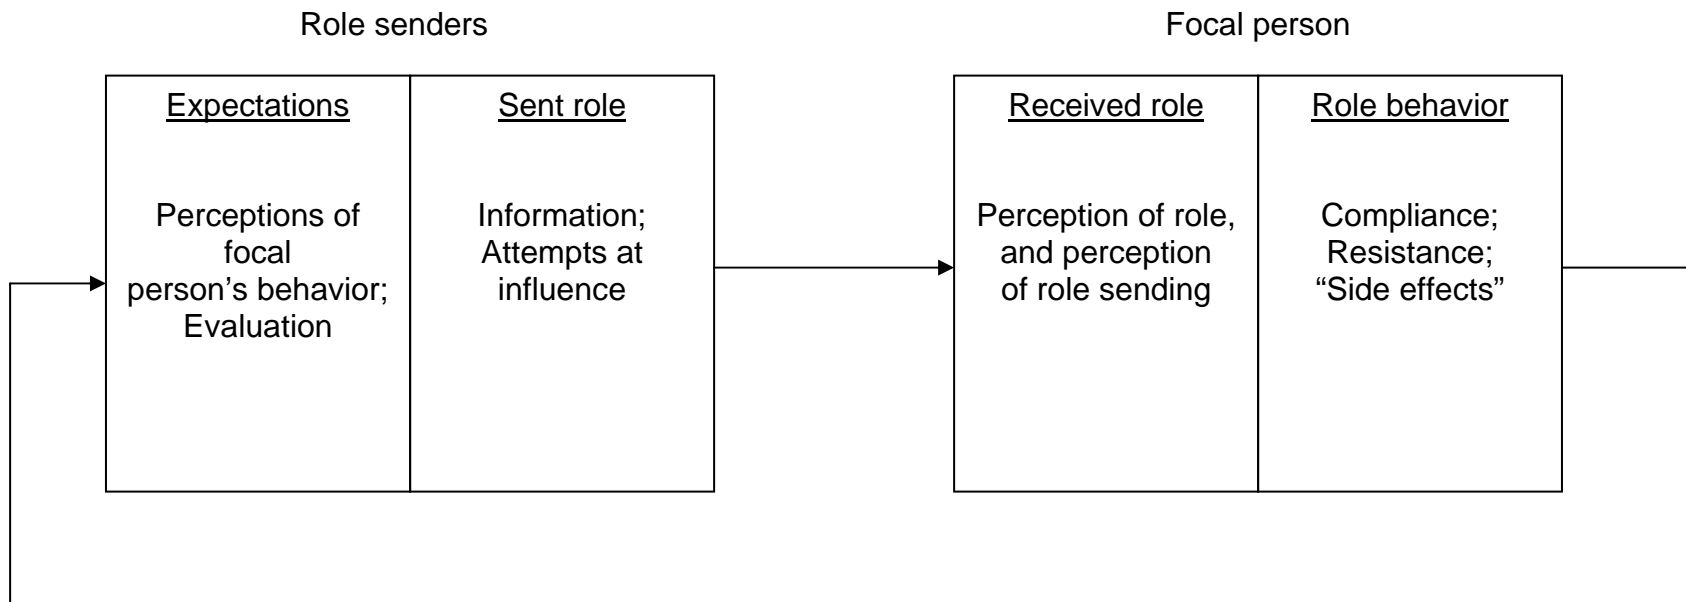 Role senders
Focal person
Expectations
Perceptions of
focal
person’s behavior;
Evaluation
Sent role
Information;
Attempts at
influence
Received role
Perception of role,
and perception
of role sending
Role behavior
Compliance;
Resistance;
“Side effects”